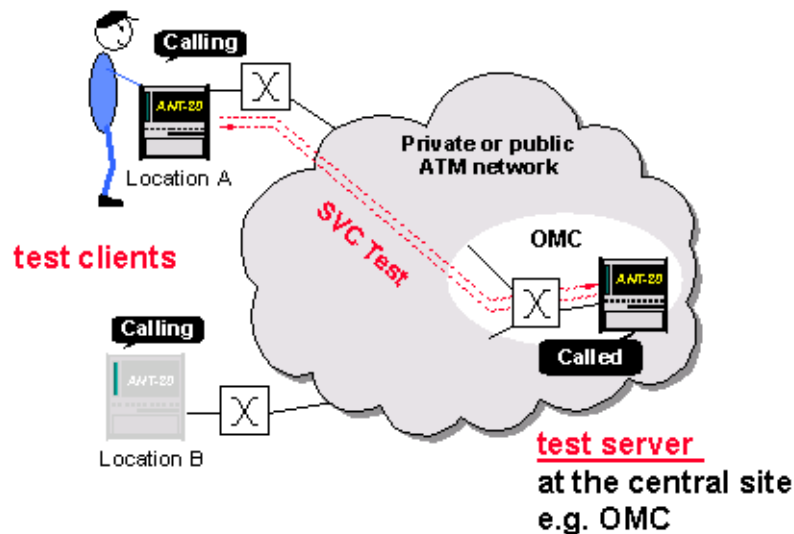 Calling
ANT-20
Location A
Private or public
ATM network
SVC Test
OMC
ANT-20
Called
test clients
Calling
ANT-20
Location B
test server
at the central site
e.g. OMC